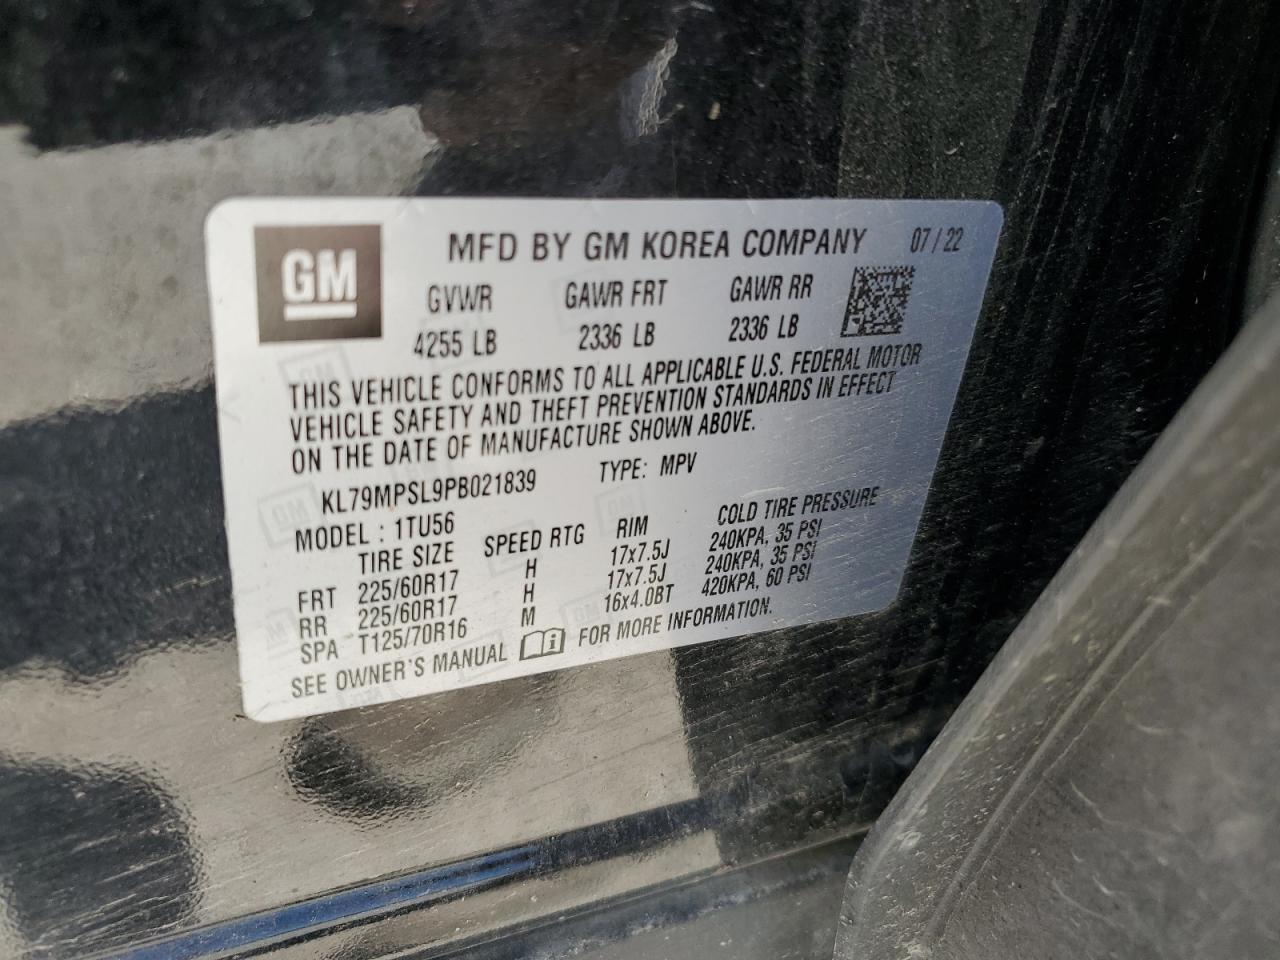 GM
MFD BY GM KOREA COMPANY 07/22
GVWR GAWR FRT GAWR RR
4255 LB 2336 LB 2336 LB
THIS VEHICLE CONFORMS TO ALL APPLICABLE U.S. FEDERAL MOTOR
VEHICLE SAFETY AND THEFT PREVENTION STANDARDS IN EFFECT
ON THE DATE OF MANUFACTURE SHOWN ABOVE.
KL79MPSL9PB021839 TYPE: MPV
MODEL : 1TU56
TIRE SIZE SPEED RTG RIM COLD TIRE PRESSURE
FRT 225/60R17 H 17x7.5J 240KPA, 35 PSI
RR 225/60R17 H 17x7.5J 240KPA, 35 PSI
SPA T125/70R16 M 16x4.0BT 420KPA, 60 PSI
SEE OWNER'S MANUAL FOR MORE INFORMATION.